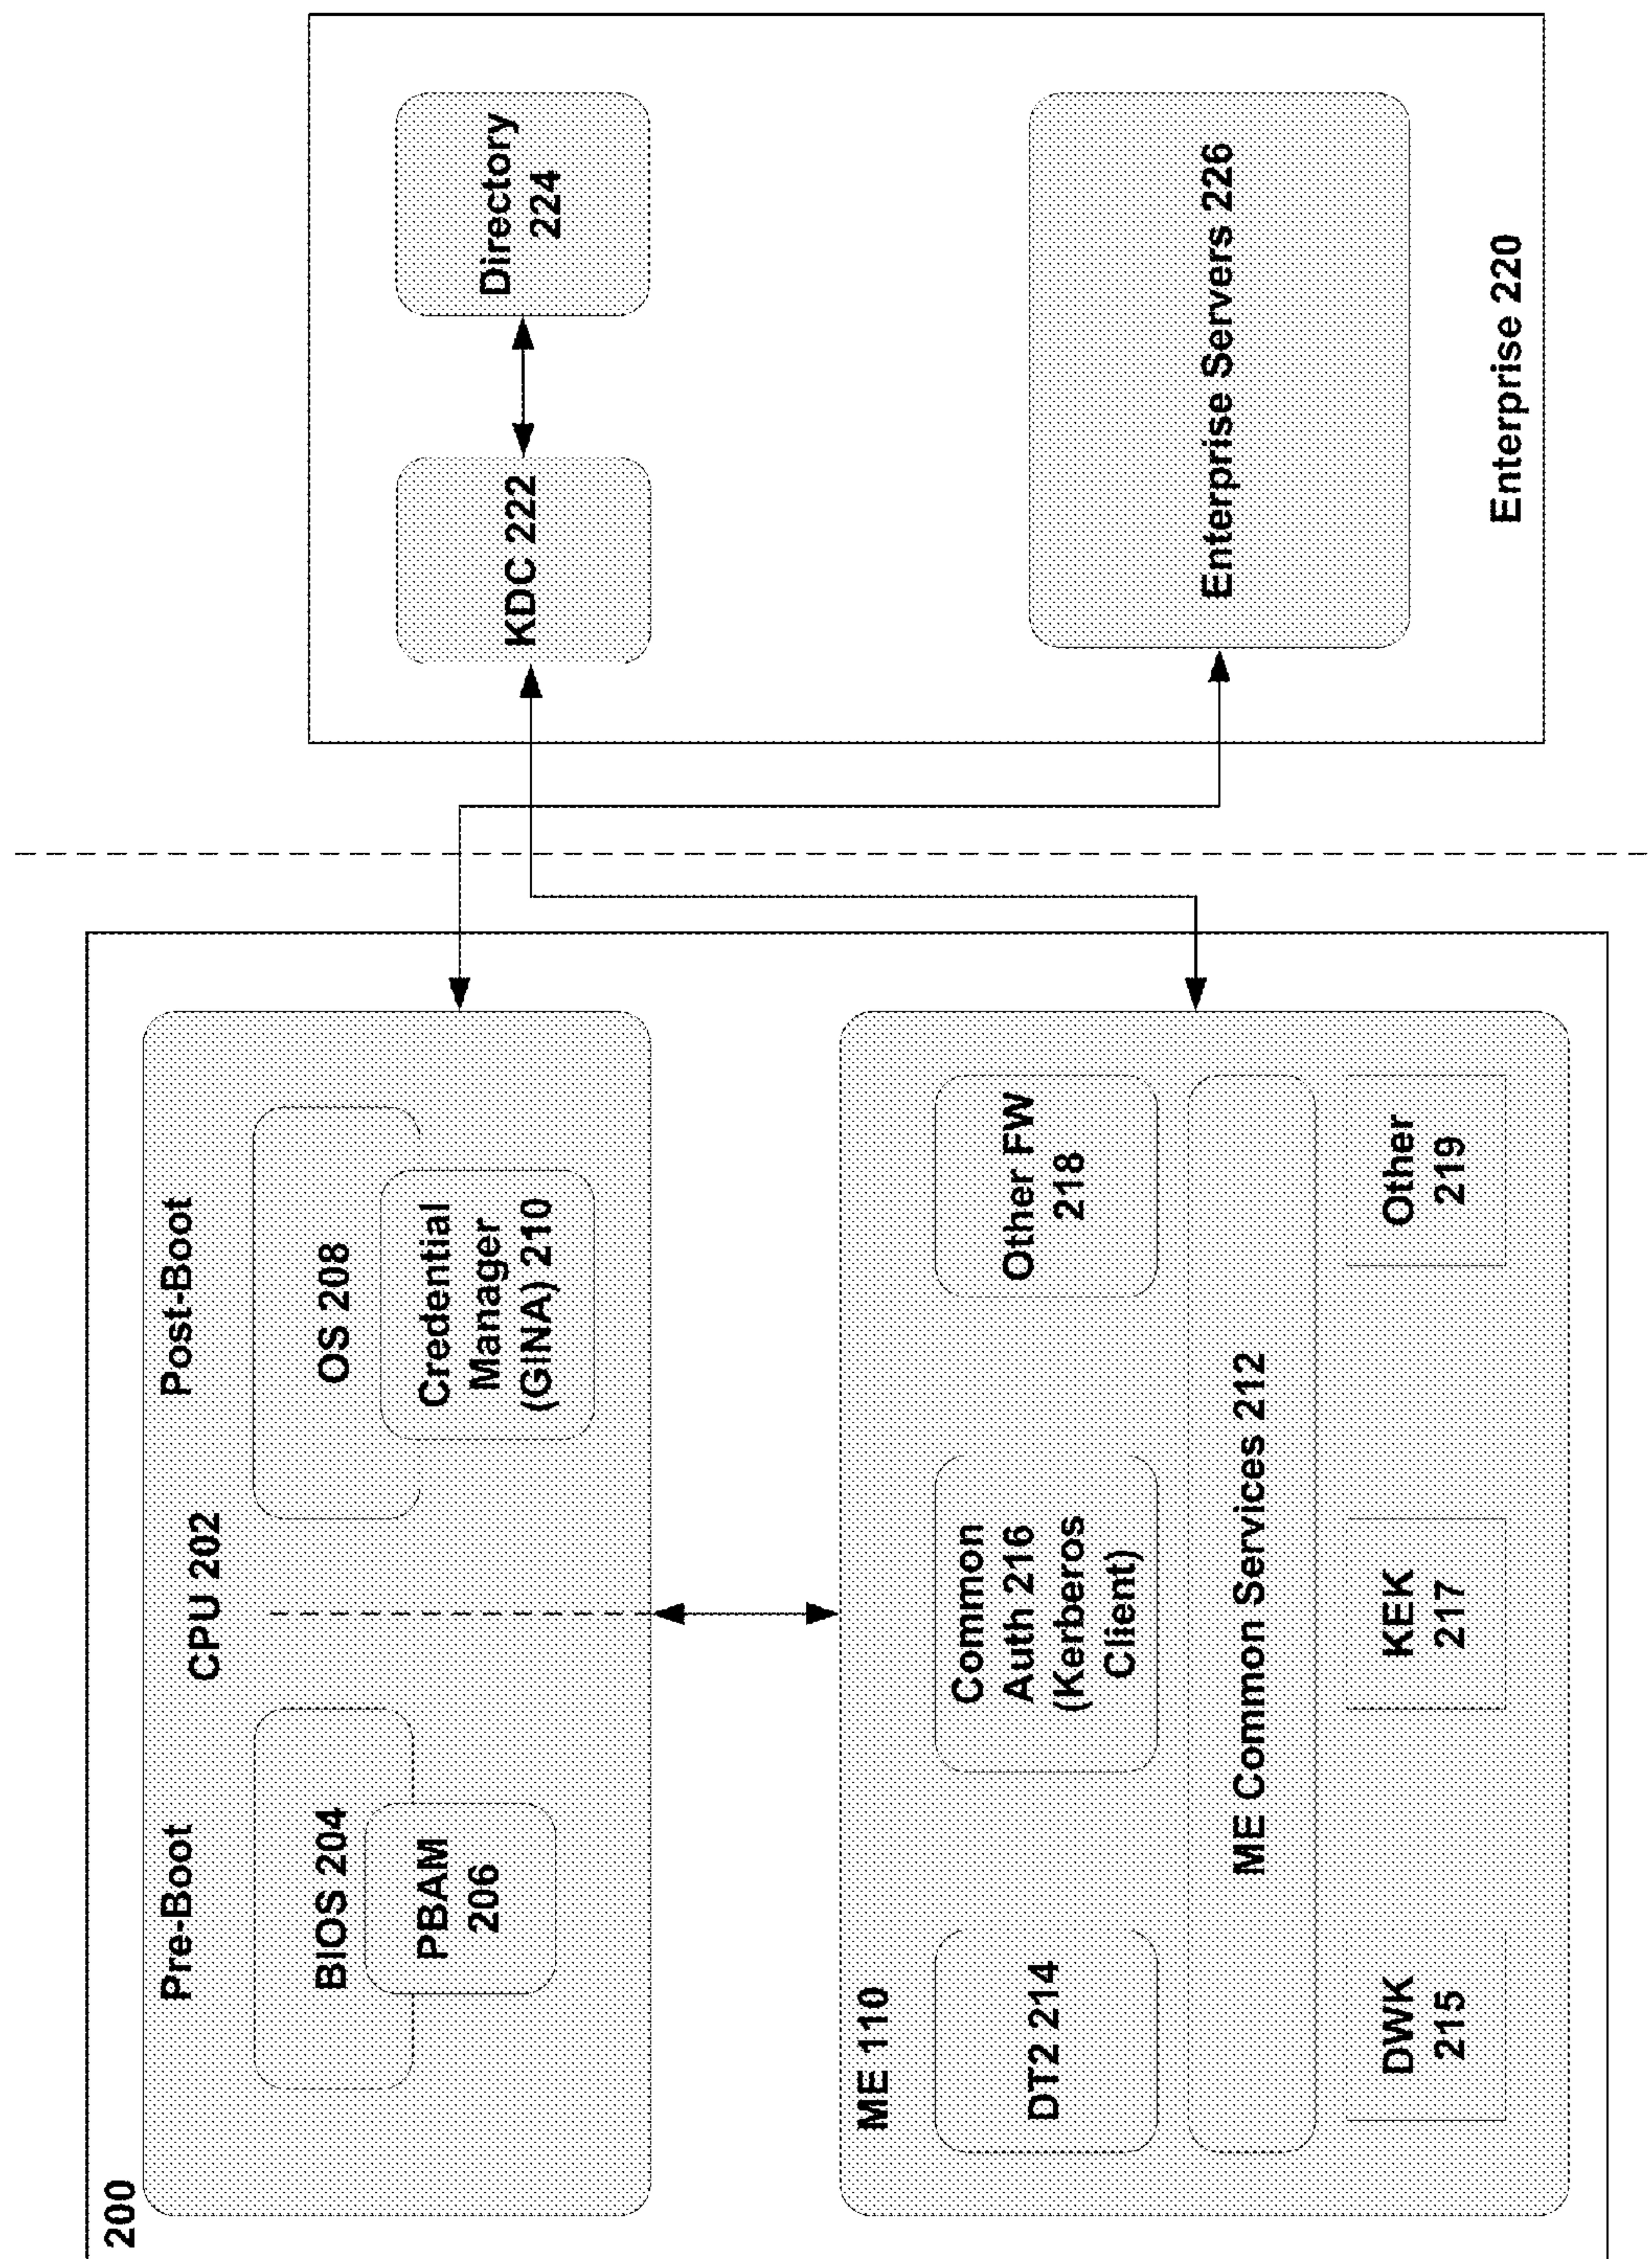 200
Pre-Boot
CPU 202
Post-Boot
BIOS 204
PBAM
206
OS 208
Credential
Manager
(GINA) 210
ME 110
DT2 214
Common
Auth 216
(Kerberos
Client)
Other FW
218
ME Common Services 212
DWK
215
KEK
217
Other
219
KDC 222
Directory
224
Enterprise Servers 226
Enterprise 220